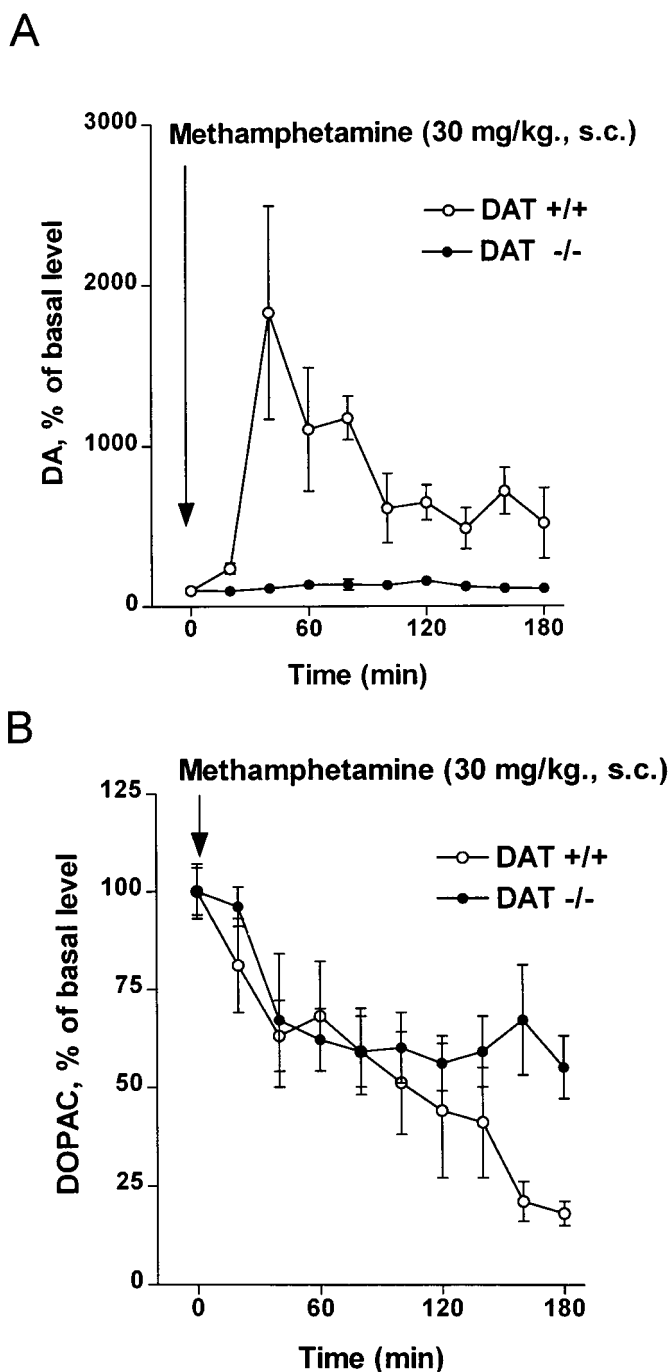 A
Methamphetamine (30 mg/kg., s.c.)
DAT +/+
DAT -/-
3000
2000
1000
0
DA, % of basal level
0 60 120 180
Time (min)
B
Methamphetamine (30 mg/kg., s.c.)
DAT +/+
DAT -/-
125
100
75
50
25
0
DOPAC, % of basal level
0 60 120 180
Time (min)